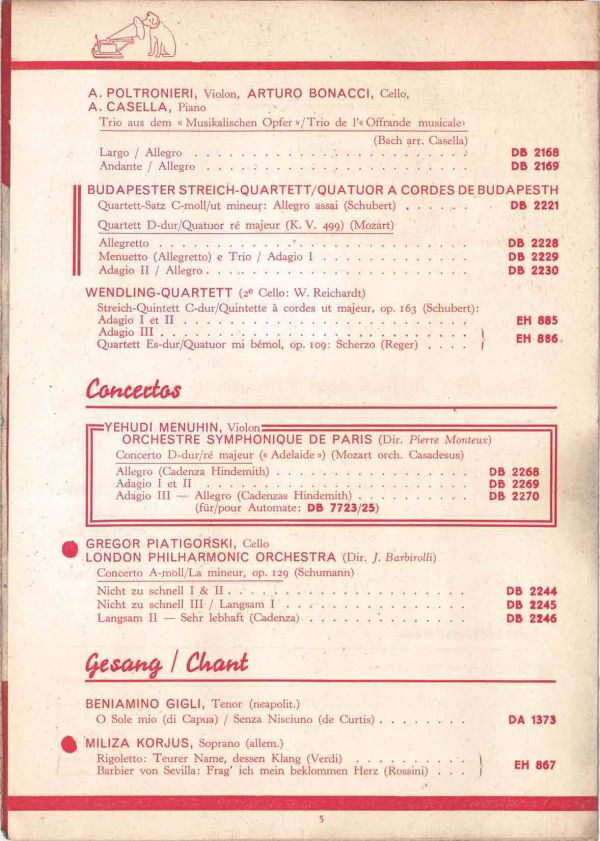 A. POLTRONIERI, Violon, ARTURO BONACCI, Cello,
A. CASELLA, Piano
Trio aus dem « Musikalischen Opfer »/Trio de l'« Offrande musicale›
(Bach arr. Casella)
Largo / Allegro . . . . . . . . . . . . . . . . . . . . . DB 2168
Andante / Allegro . . . . . . . . . . . . . . . . . . . . DB 2169
BUDAPESTER STREICH-QUARTETT/QUATUOR A CORDES DE BUDAPESTH
Quartett-Satz C-moll/ut mineur: Allegro assai (Schubert) . . . . . . DB 2221
Quartett D-dur/Quatuor ré majeur (K. V. 499) (Mozart)
Allegretto . . . . . . . . . . . . . . . . . . . . . . . DB 2228
Menuetto (Allegretto) e Trio / Adagio I . . . . . . . . . . . DB 2229
Adagio II / Allegro . . . . . . . . . . . . . . . . . . . DB 2230
WENDLING-QUARTETT (2e Cello: W. Reichardt)
Streich-Quintett C-dur/Quintette à cordes ut majeur, op. 163 (Schubert):
Adagio I et II . . . . . . . . . . . . . . . . . . . . . EH 885
Adagio III . . . . . . . . . . . . . . . . . . . . . . . }
Quartett Es-dur/Quatuor mi bémol, op. 109: Scherzo (Reger) . . . . } EH 886
Concertos
YEHUDI MENUHIN, Violon
ORCHESTRE SYMPHONIQUE DE PARIS (Dir. Pierre Monteux)
Concerto D-dur/ré majeur (« Adelaide ») (Mozart orch. Casadesus)
Allegro (Cadenza Hindemith) . . . . . . . . . . . . . . DB 2268
Adagio I et II . . . . . . . . . . . . . . . . . . . . DB 2269
Adagio III — Allegro (Cadenzas Hindemith) . . . . . . . . DB 2270
(für/pour Automate: DB 7723/25)
GREGOR PIATIGORSKI, Cello
LONDON PHILHARMONIC ORCHESTRA (Dir. J. Barbirolli)
Concerto A-moll/La mineur, op. 129 (Schumann)
Nicht zu schnell I & II . . . . . . . . . . . . . . . . . . DB 2244
Nicht zu schnell III / Langsam I . . . . . . . . . . . . . . DB 2245
Langsam II — Sehr lebhaft (Cadenza) . . . . . . . . . . . . DB 2246
Gesang / Chant
BENIAMINO GIGLI, Tenor (neapolit.)
O Sole mio (di Capua) / Senza Nisciuno (de Curtis) . . . . . . . . DA 1373
MILIZA KORJUS, Soprano (allem.)
Rigoletto: Teurer Name, dessen Klang (Verdi) . . . . . . . . . . }
Barbier von Sevilla: Frag' ich mein beklommen Herz (Rossini) . . . } EH 867
5